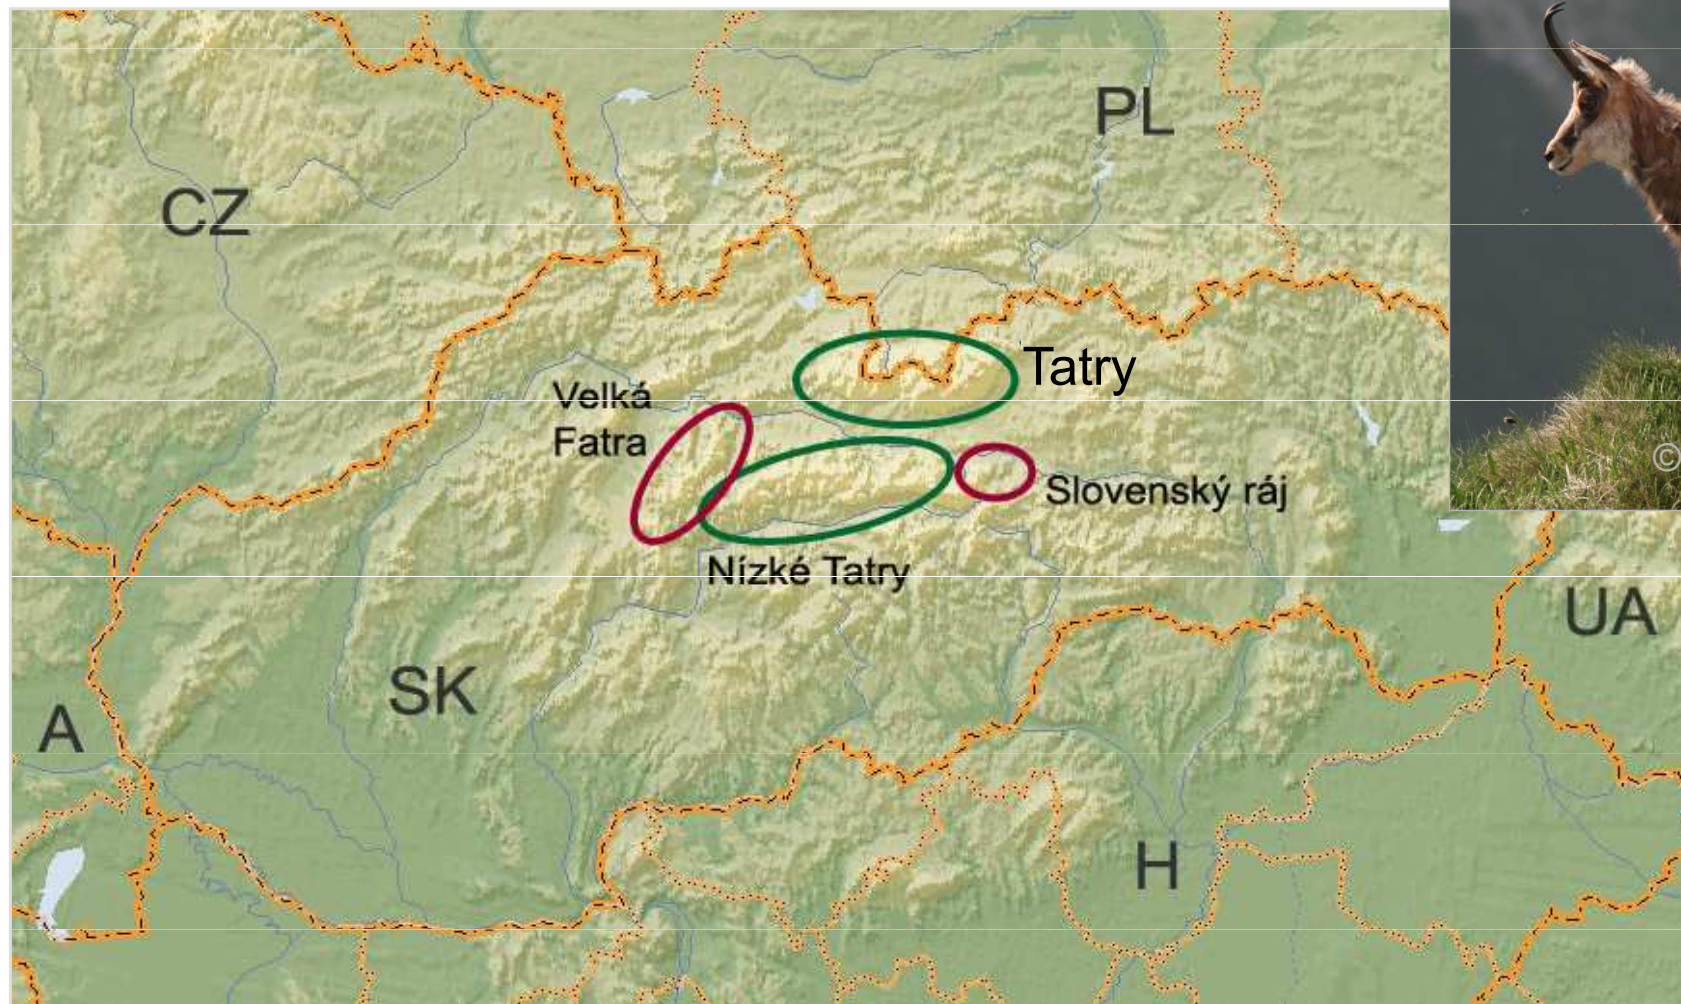 PL
CZ
Tatry
Velká
Fatra
Slovenský ráj
Nízké Tatry
UA
SK
A
H
©